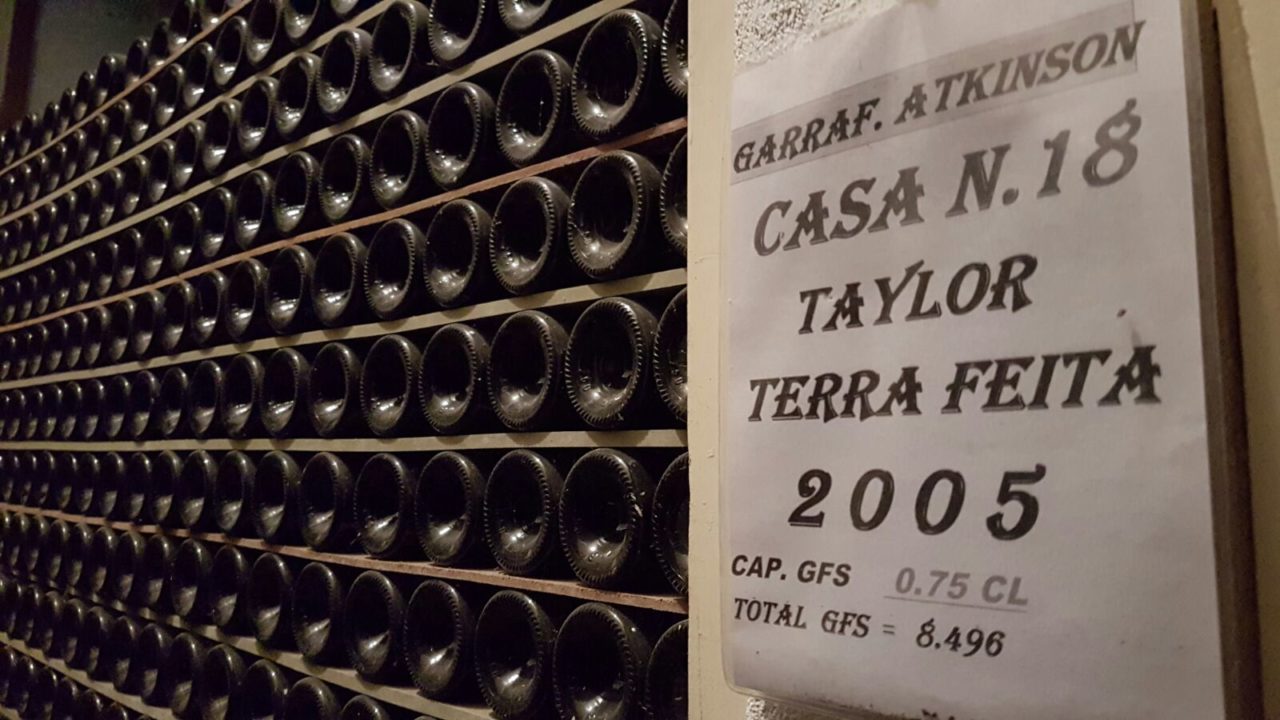 GARRAF. ATKINSON
CASA N.18
TAYLOR
TERRA FEITA
2005
CAP. GFS 0.75 CL
TOTAL GFS = 8.496